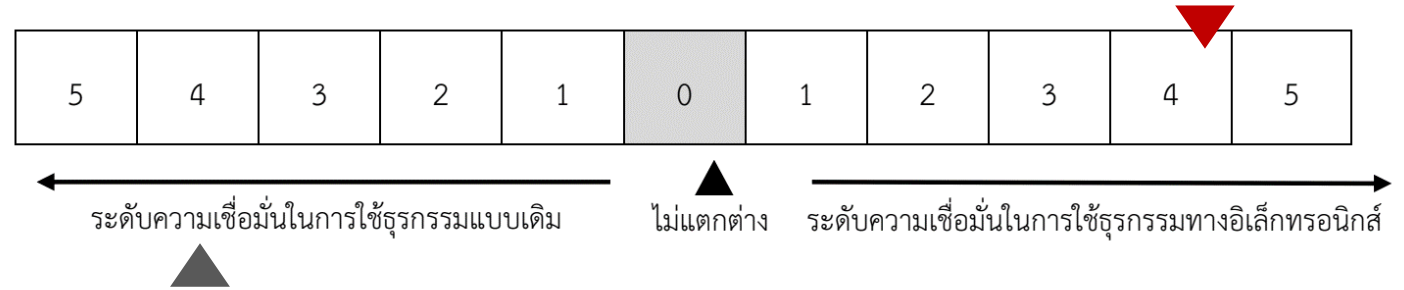 5 4 3 2 1 0 1 2 3 4 5
ระดับความเชื่อมั่นในการใช้ธุรกรรมแบบเดิม ไม่แตกต่าง ระดับความเชื่อมั่นในการใช้ธุรกรรมทางอิเล็กทรอนิกส์